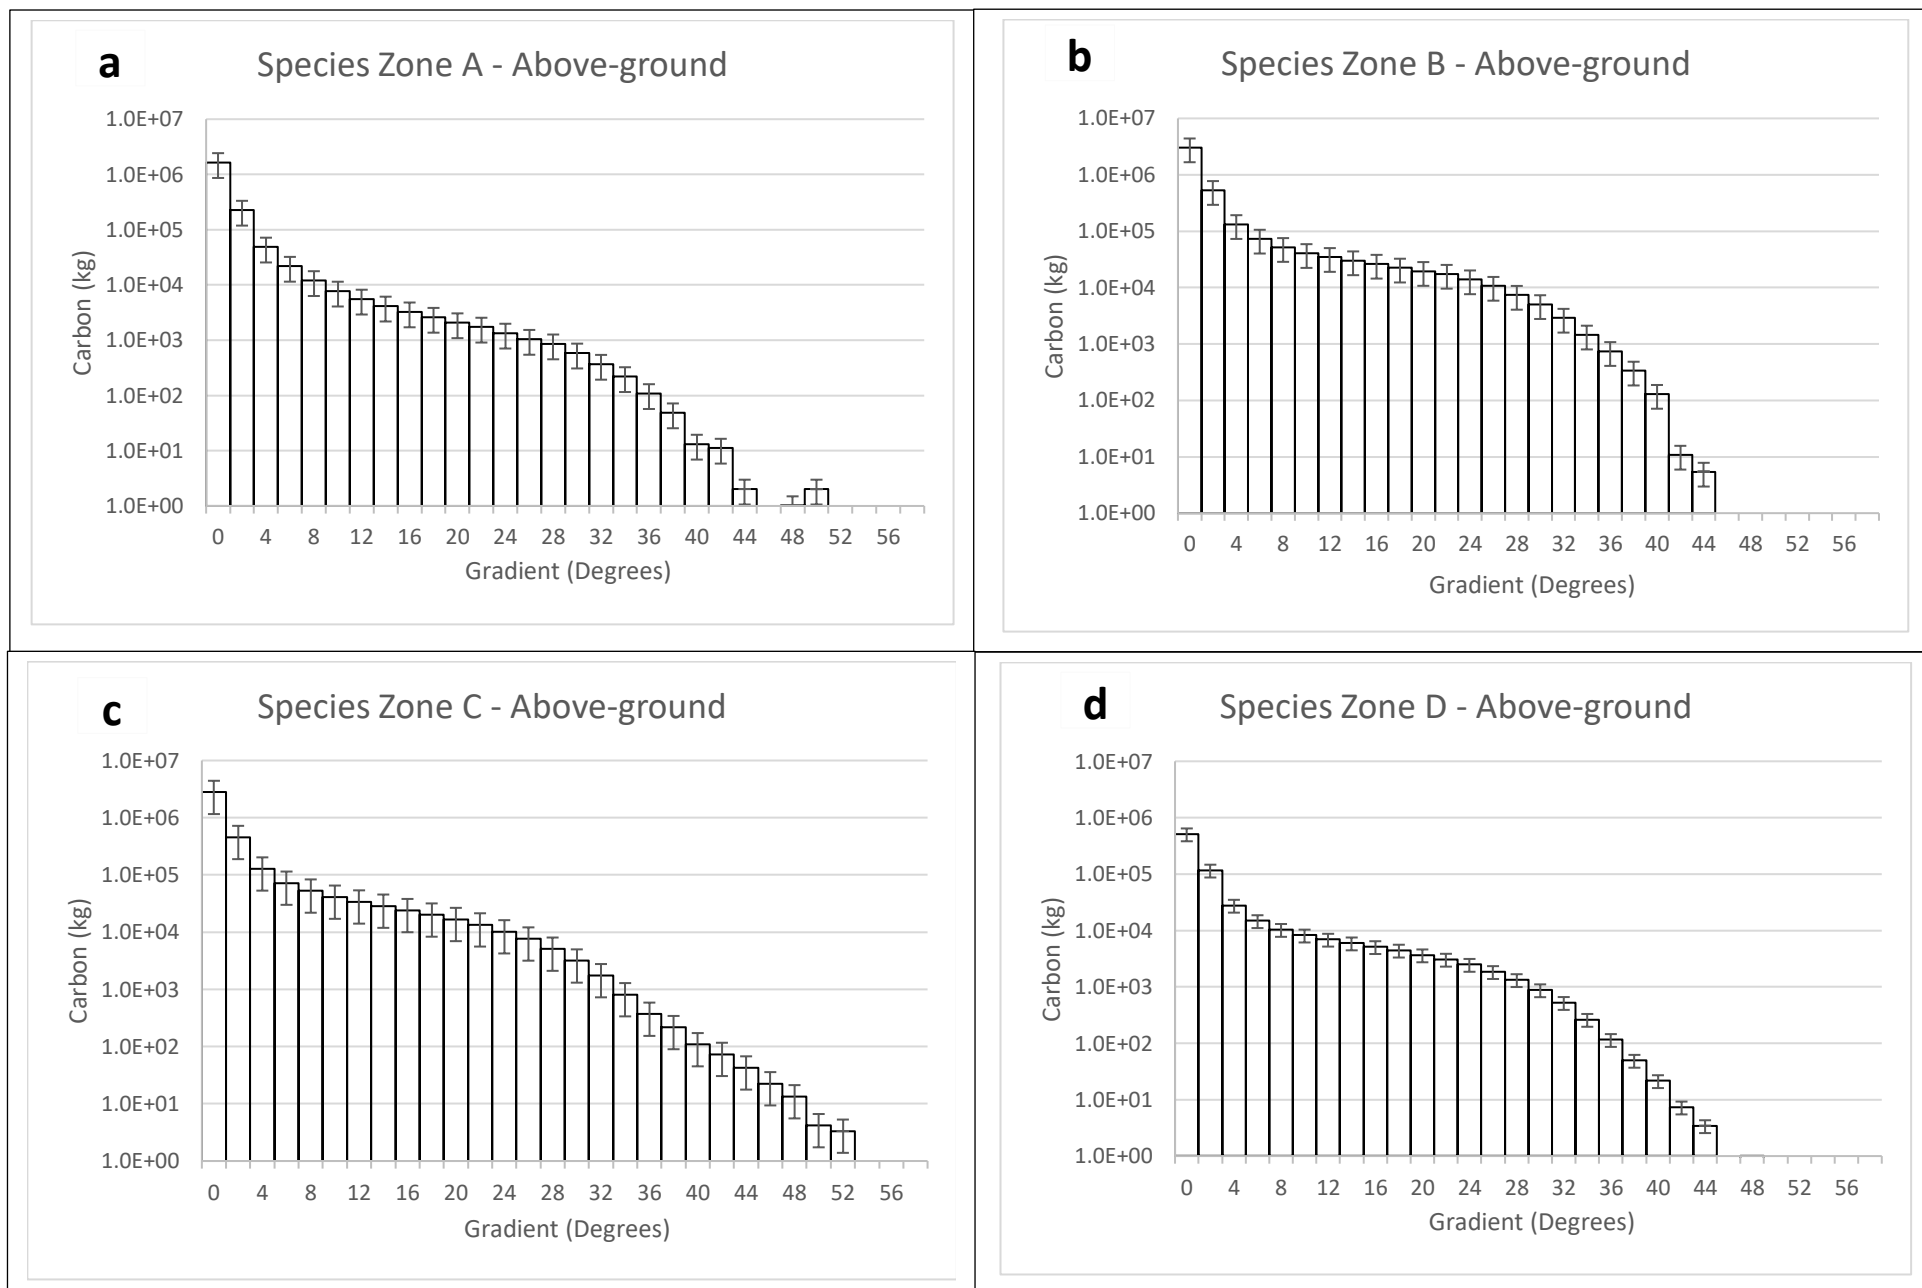 a
Species Zone A - Above-ground
1.0E+07
1.0E+06
1.0E+05
1.0E+04
1.0E+03
1.0E+02
1.0E+01
1.0E+00
Carbon (kg)
0 4 8 12 16 20 24 28 32 36 40 44 48 52 56
Gradient (Degrees)
b
Species Zone B - Above-ground
1.0E+07
1.0E+06
1.0E+05
1.0E+04
1.0E+03
1.0E+02
1.0E+01
1.0E+00
Carbon (kg)
0 4 8 12 16 20 24 28 32 36 40 44 48 52 56
Gradient (Degrees)
c
Species Zone C - Above-ground
1.0E+07
1.0E+06
1.0E+05
1.0E+04
1.0E+03
1.0E+02
1.0E+01
1.0E+00
Carbon (kg)
0 4 8 12 16 20 24 28 32 36 40 44 48 52 56
Gradient (Degrees)
d
Species Zone D - Above-ground
1.0E+07
1.0E+06
1.0E+05
1.0E+04
1.0E+03
1.0E+02
1.0E+01
1.0E+00
Carbon (kg)
0 4 8 12 16 20 24 28 32 36 40 44 48 52 56
Gradient (Degrees)